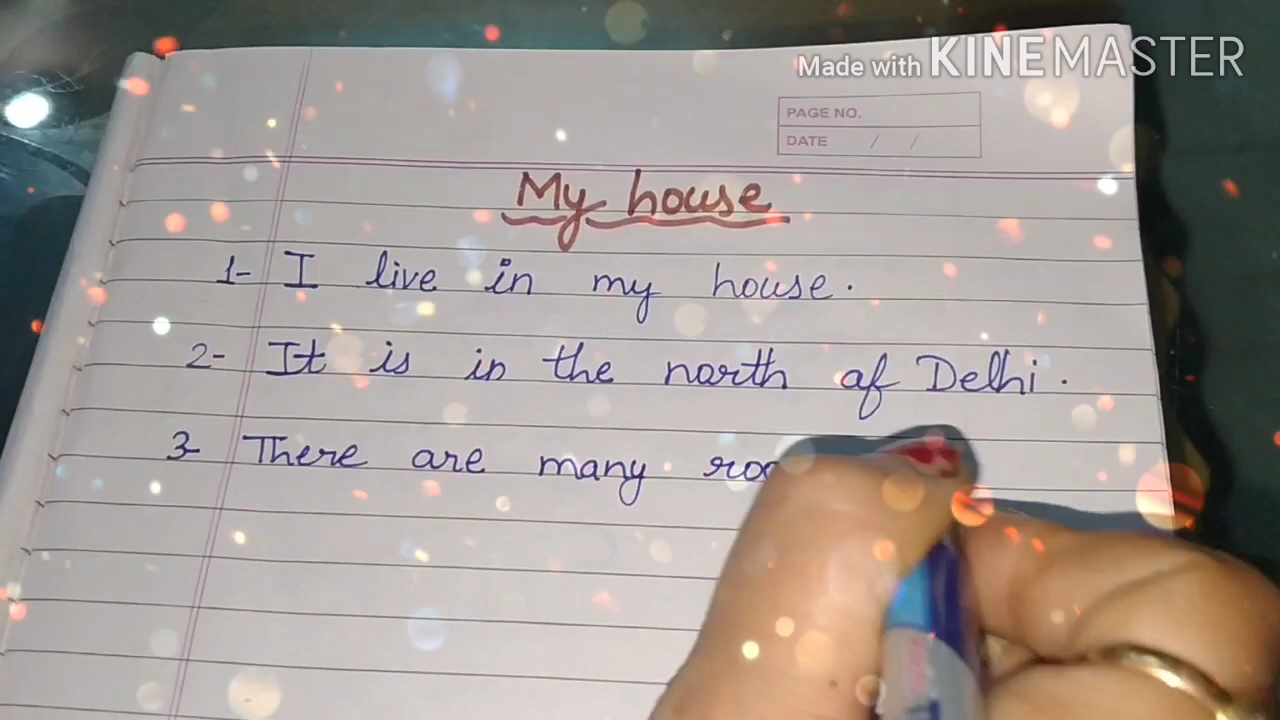 Made with KINEMASTER
PAGE NO.
DATE / /
My house
1- I live in my house.
2- It is in the north of Delhi.
3- There are many